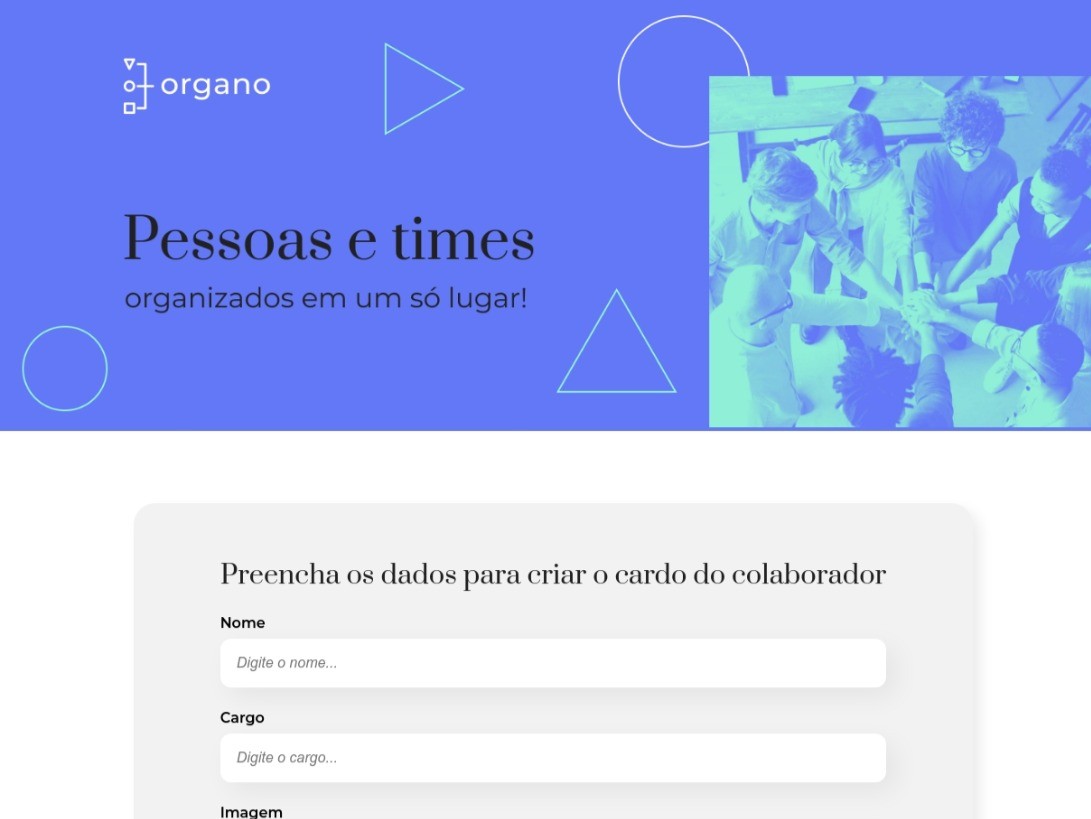 organo
Pessoas e times
organizados em um só lugar!
Preencha os dados para criar o cardo do colaborador
Nome
Digite o nome...
Cargo
Digite o cargo...
Imagem